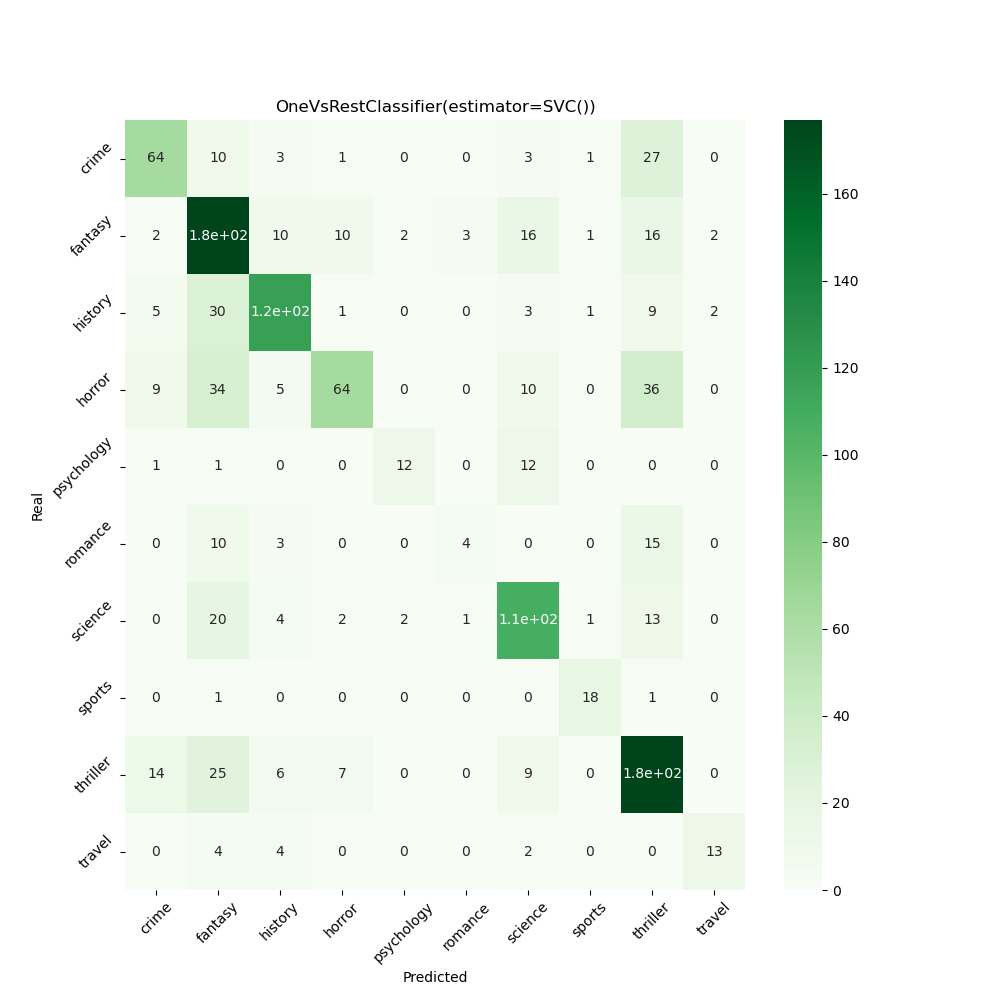 OneVsRestClassifier(estimator=SVC())
crime 64 10 3 1 0 0 3 1 27 0
fantasy 2 1.8e+02 10 10 2 3 16 1 16 2
history 5 30 1.2e+02 1 0 0 3 1 9 2
horror 9 34 5 64 0 0 10 0 36 0
psychology 1 1 0 0 12 0 12 0 0 0
romance 0 10 3 0 0 4 0 0 15 0
science 0 20 4 2 2 1 1.1e+02 1 13 0
sports 0 1 0 0 0 0 0 18 1 0
thriller 14 25 6 7 0 0 9 0 1.8e+02 0
travel 0 4 4 0 0 0 2 0 0 13
Real
crime fantasy history horror psychology romance science sports thriller travel
Predicted
160
140
120
100
80
60
40
20
0